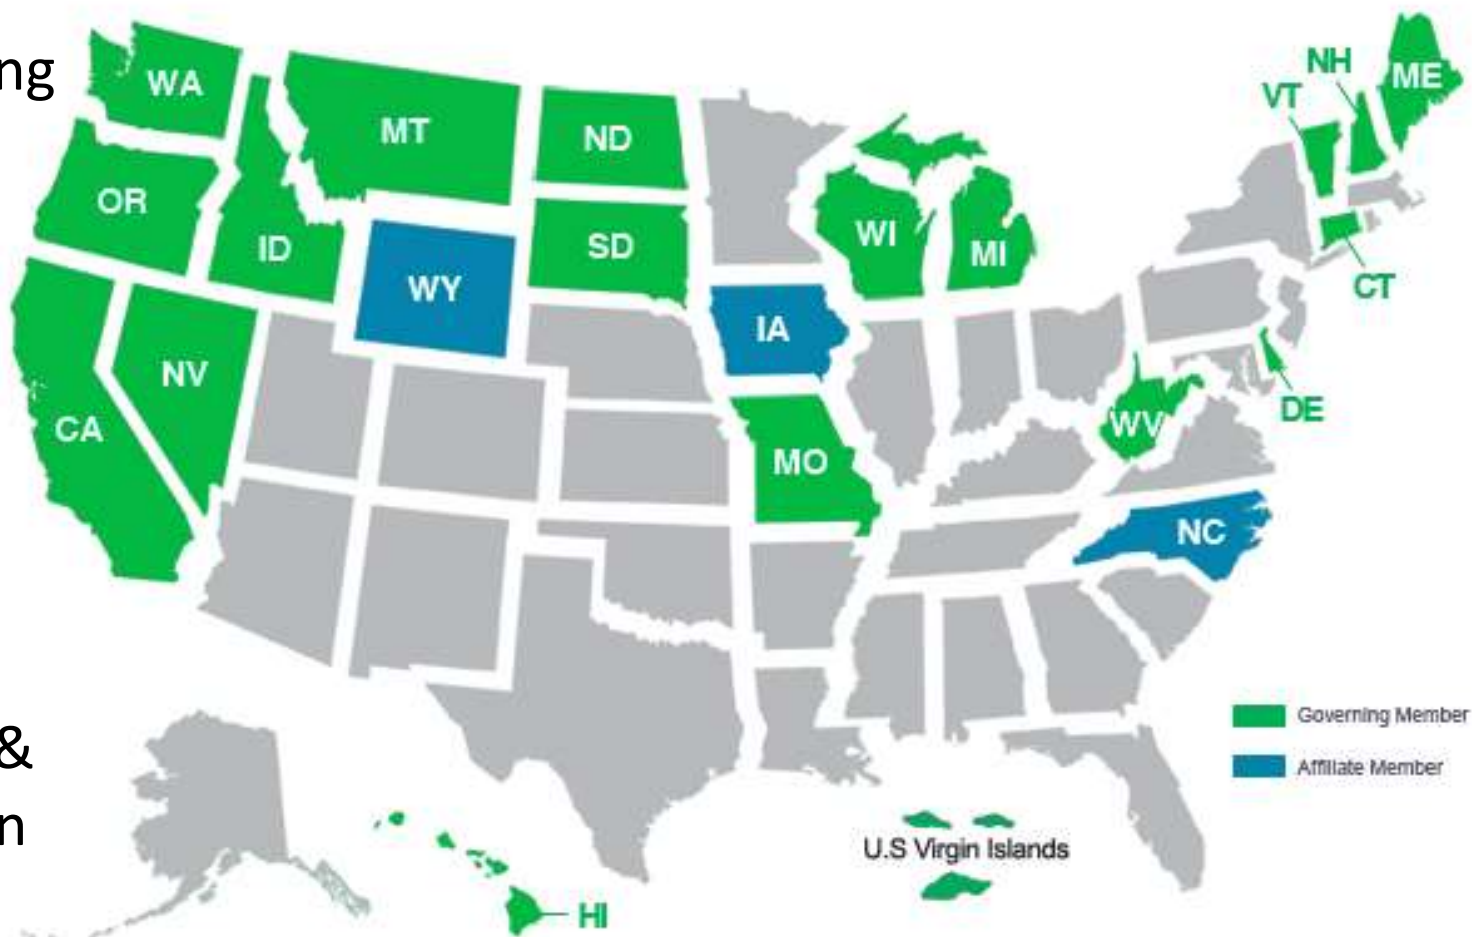 ng
&
n
WA
MT
ND
OR
ID
SD
WY
WI
MI
IA
NV
CA
MO
WV
NC
VT
NH
ME
CT
DE
HI
U.S Virgin Islands
Governing Member
Affiliate Member